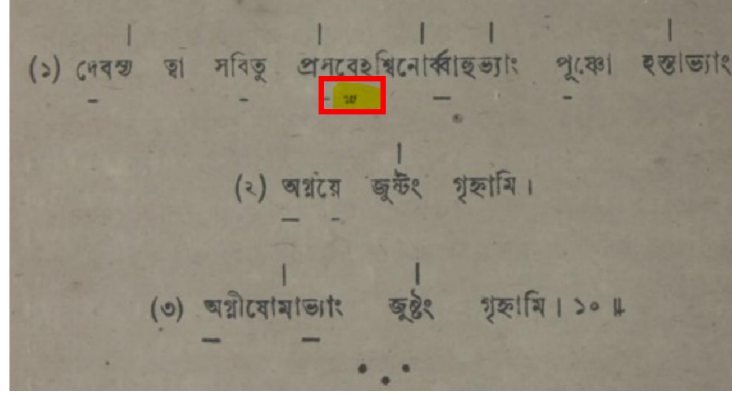 (১) দেবস্য ত্বা সবিতু প্রসবেঽশ্বিনোর্ব্বাহুভ্যাং পূষ্ণো হস্তাভ্যাং
(২) অগ্নয়ে জুষ্টং গৃহ্নামি।
(৩) অগ্নীষোমাভ্যাং জুষ্টং গৃহ্নামি। ১০ ॥